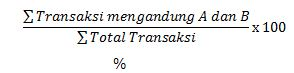 ∑Transaksi mengandung A dan B
∑Total Transaksi
x 100
%